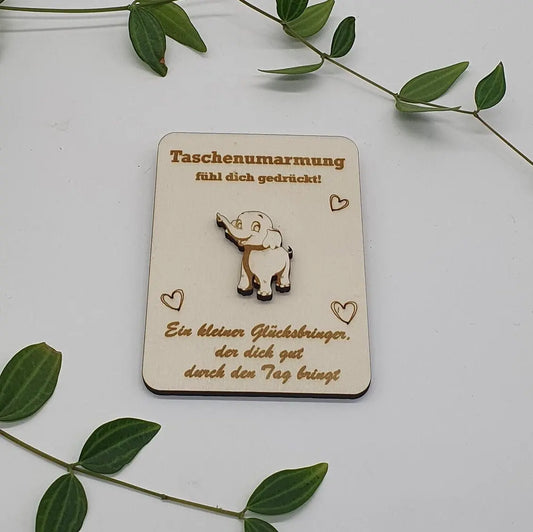 Taschenumarmung
fühl dich gedrückt!
Ein kleiner Glücksbringer,
der dich gut
durch den Tag bringt